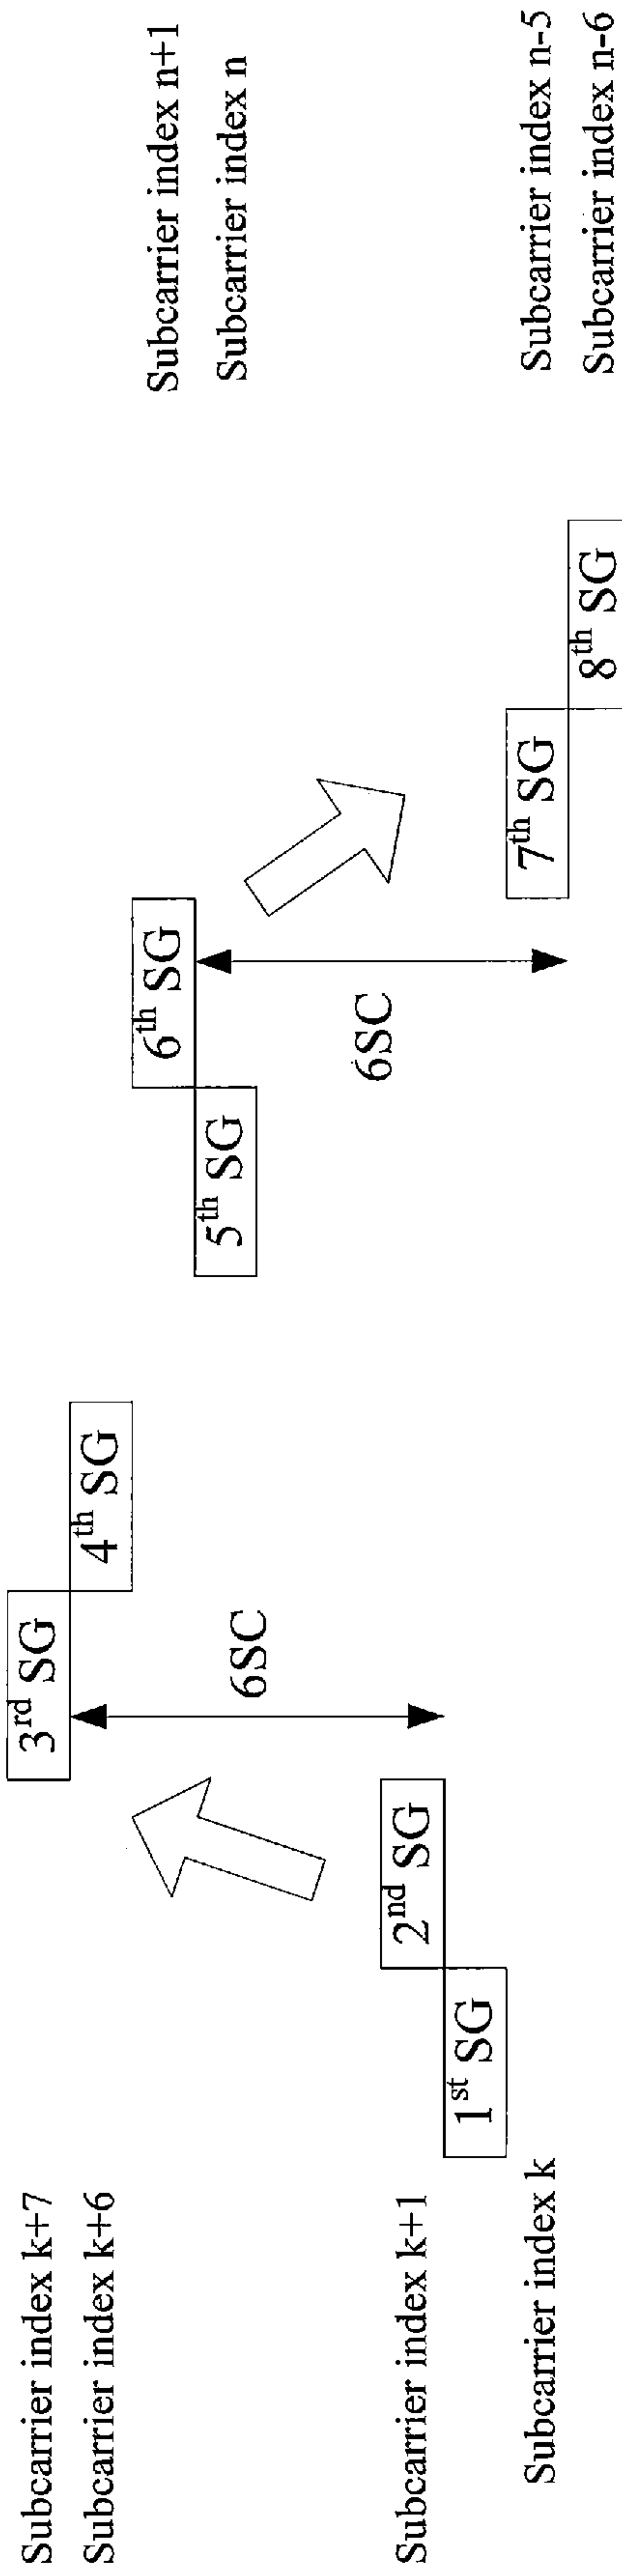 Subcarrier index k+7
Subcarrier index k+6
Subcarrier index k+1
Subcarrier index k
1st SG
2nd SG
3rd SG
4th SG
6SC
5th SG
6th SG
7th SG
8th SG
6SC
Subcarrier index n+1
Subcarrier index n
Subcarrier index n-5
Subcarrier index n-6